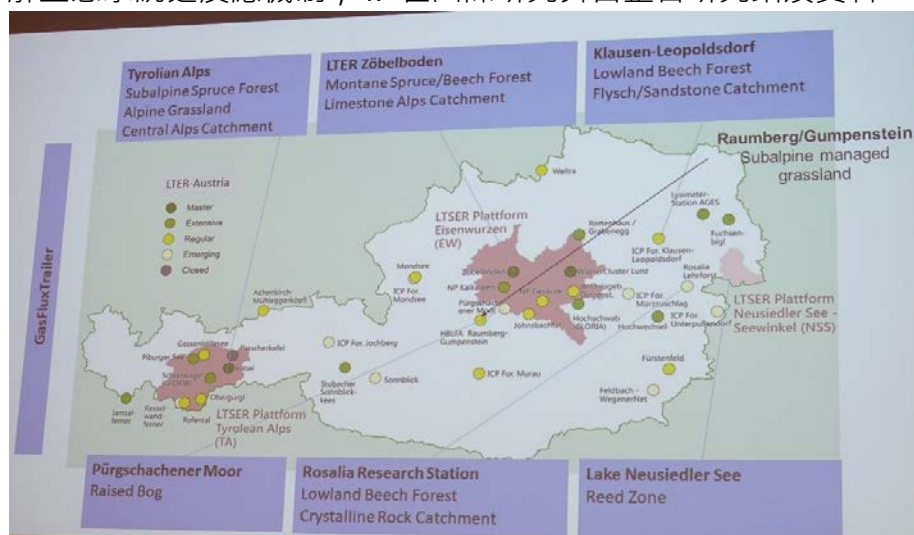 Tyrolian Alps
Subalpine Spruce Forest
Alpine Grassland
Central Alps Catchment
LTER Zöbelboden
Montane Spruce/Beech Forest
Limestone Alps Catchment
Klausen-Leopoldsdorf
Lowland Beech Forest
Flysch/Sandstone Catchment
Raumberg/Gumpenstein
Subalpine managed
grassland
GasFluxTrailer
LTER-Austria
Master
Extensive
Regular
Emerging
Closed
Weitra
Lysimeter-
Station AGES
Fuchsen-
bigl
LTSER Plattform
Eisenwurzen
(EW)
Rottenhaus /
Grabenegg
ICP For. Klausen-
Leopoldsdorf
Rosalia
Lehrforst
Mondsee
ICP For.
Mondsee
Zöbelboden
NP Kalkalpen
WasserCluster Lunz
NP Gesäuse
Johnsbachtal
HBLFA Raumberg-
Gumpenstein
Hochschwab
(GLORIA)
ICP For.
Mürzzuschlag
Hochwechsel
ICP For.
Unterpullendorf
LTSER Plattform
Neusiedler See -
Seewinkel (NSS)
Achenkirch-
Mühleggerköpfl
Gossenköllesee
Piburger See
Patscherkofel
Schrankogel
(GLORIA)
Obergurgl
Rofental
Jamtal-
ferner
Kessel
wand-
ferner
LTSER Plattform
Tyrolean Alps
(TA)
ICP For. Jochberg
Stubacher
Sonnblick-
kees
Sonnblick
ICP For. Murau
Fürstenfeld
Feldbach -
WegenerNet
Pürgschachener Moor
Raised Bog
Rosalia Research Station
Lowland Beech Forest
Crystalline Rock Catchment
Lake Neusiedler See
Reed Zone